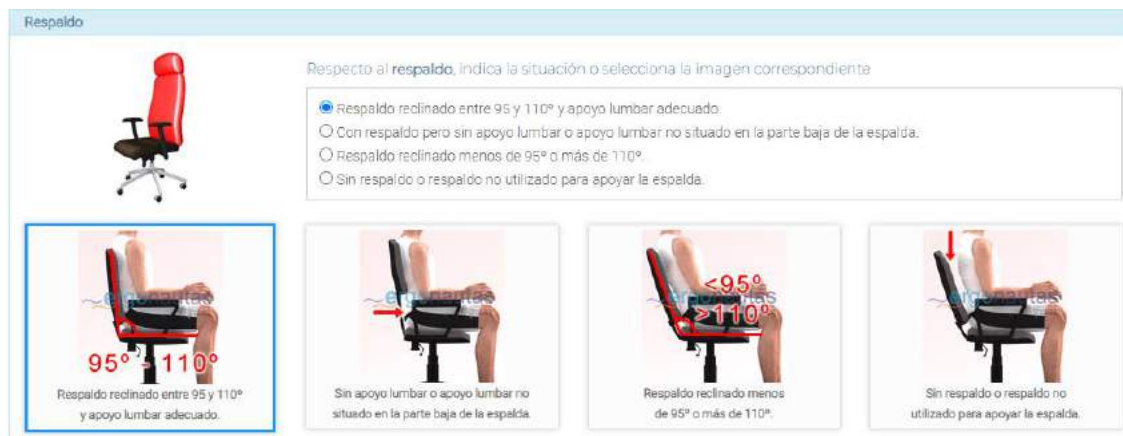 Respaldo
Respecto al respaldo, indica la situación o selecciona la imagen correspondiente
Respaldo reclinado entre 95 y 110º y apoyo lumbar adecuado.
Con respaldo pero sin apoyo lumbar o apoyo lumbar no situado en la parte baja de la espalda.
Respaldo reclinado menos de 95º o más de 110º.
Sin respaldo o respaldo no utilizado para apoyar la espalda.
ergonautas
95º - 110º
Respaldo reclinado entre 95 y 110º
y apoyo lumbar adecuado.
ergonautas
Sin apoyo lumbar o apoyo lumbar no
situado en la parte baja de la espalda.
ergonautas
<95º
>110º
Respaldo reclinado menos
de 95º o más de 110º.
ergonautas
Sin respaldo o respaldo no
utilizado para apoyar la espalda.